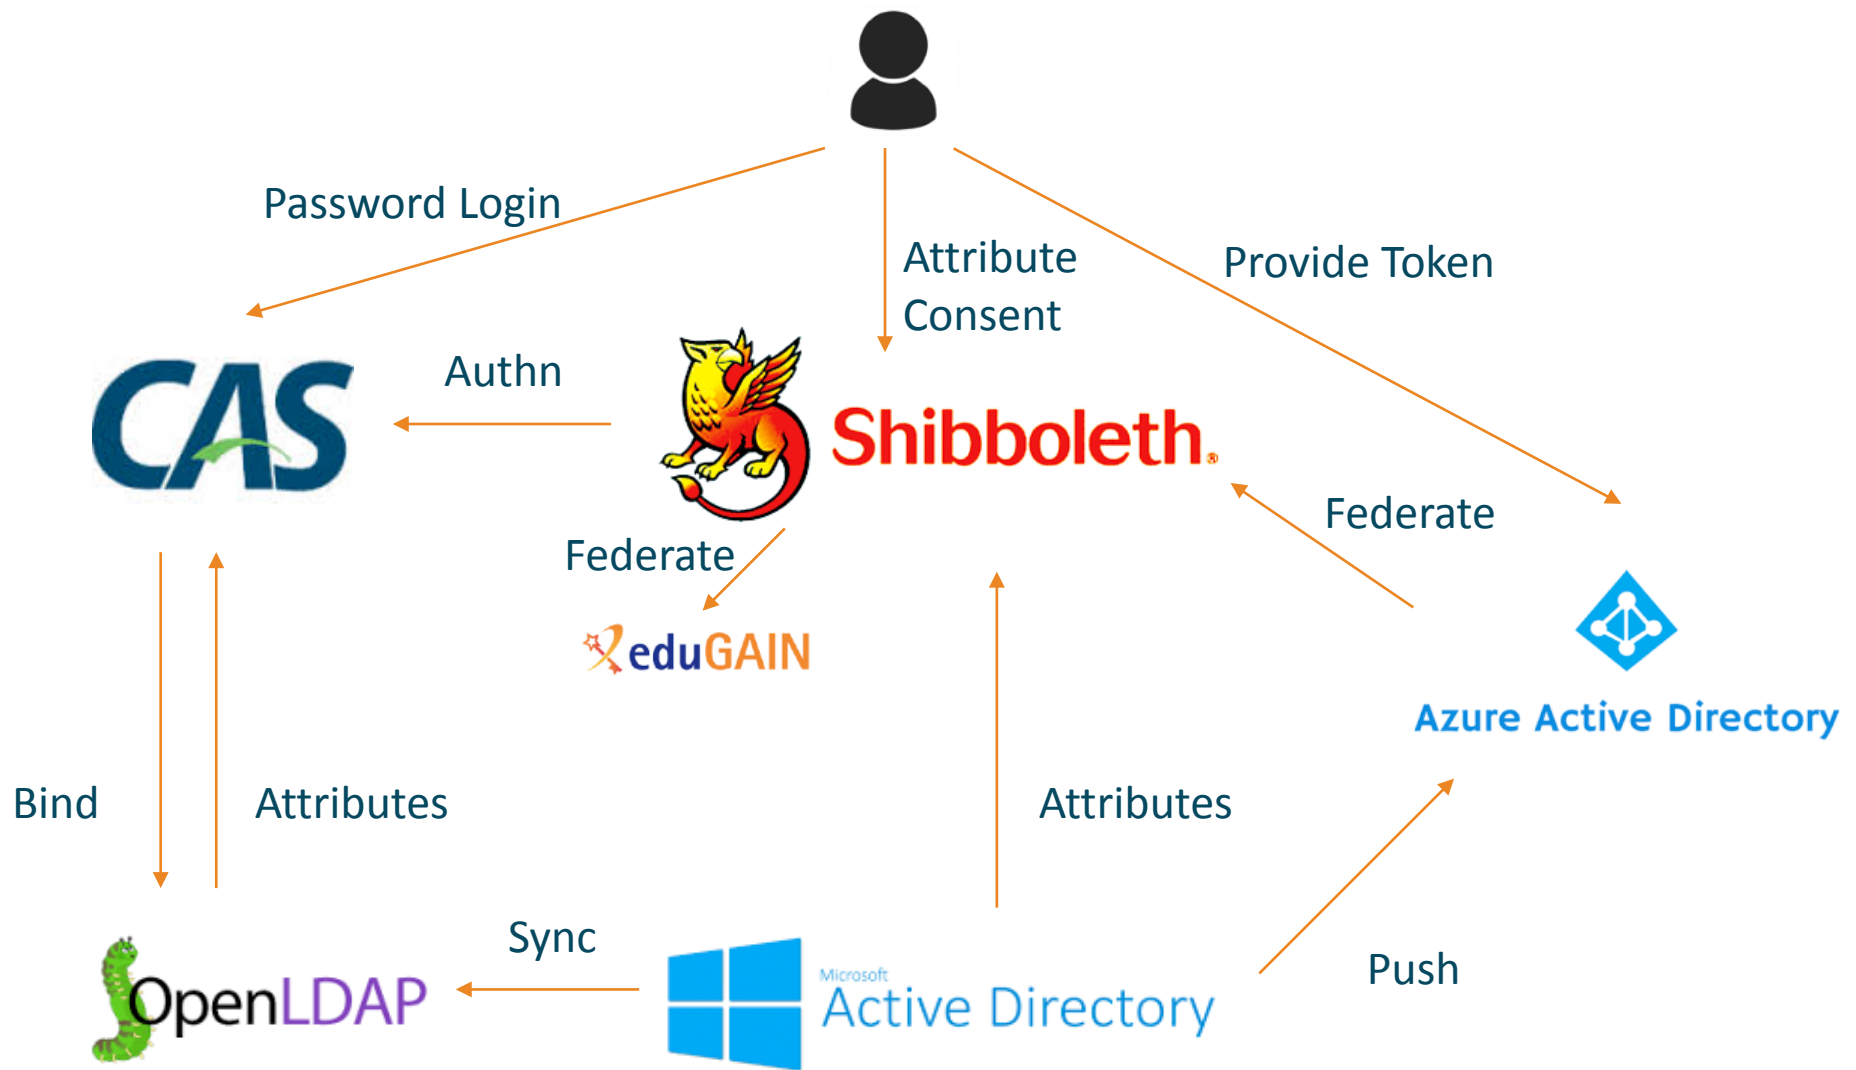 Password Login
Attribute
Consent
Provide Token
CAS
Authn
Shibboleth®
Federate
Federate
eduGAIN
Azure Active Directory
Bind
Attributes
Attributes
Sync
Push
OpenLDAP
Microsoft
Active Directory